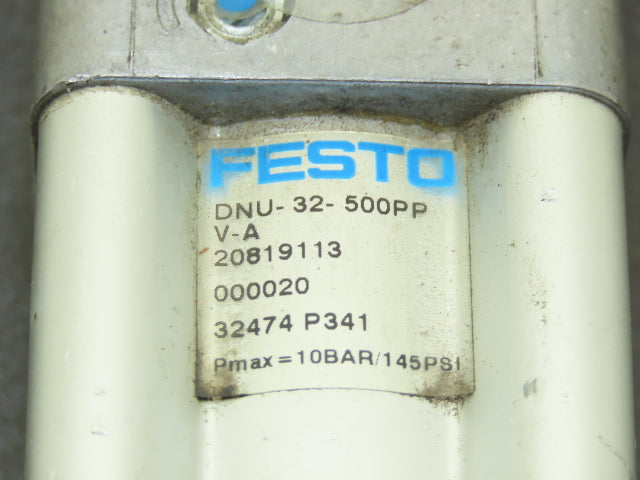 FESTO
DNU- 32- 500PP
V-A
20819113
000020
32474 P341
Pmax=10BAR/145PSI